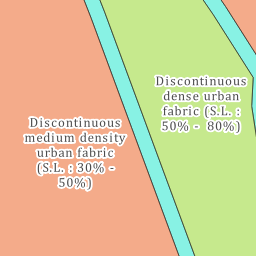 Discontinuous
dense urban
fabric (S.L. :
50% -  80%)
Discontinuous
medium density
urban fabric
(S.L. : 30% -
50%)